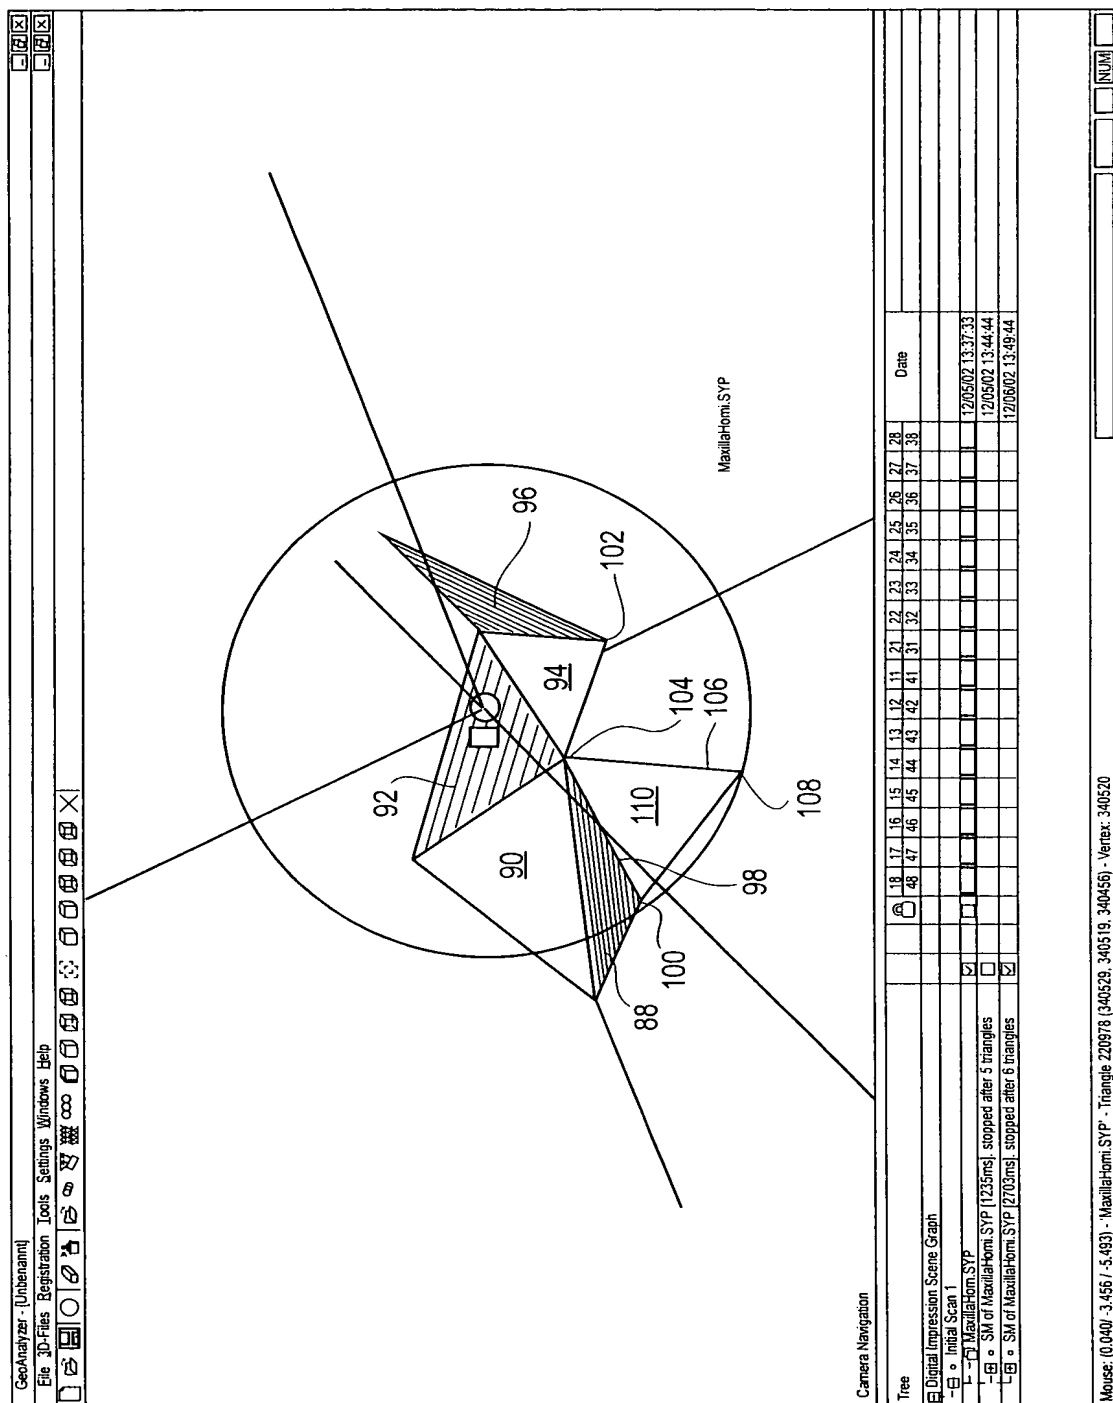 GeoAnalyzer - [Unbenannt]
File 3D-Files Registration Tools Settings Windows Help
92
90
88
100
98
110
94
96
102
104
106
108
MaxillaHomi.SYP
Camera Navigation
Tree
18 17 16 15 14 13 12 11 21 22 23 24 25 26 27 28
48 47 46 45 44 43 42 41 31 32 33 34 35 36 37 38
Date
Digital Impression Scene Graph
Initial Scan 1
MaxillaHom.SYP 12/05/02 13:37:33
SM of MaxillaHomi.SYP [1235ms]. stopped after 5 triangles 12/05/02 13:44:44
SM of MaxillaHomi.SYP [2703ms]. stopped after 6 triangles 12/06/02 13:49:44
Mouse: (0.040/ -3.456 / -5.493) - 'MaxillaHomi.SYP' - Triangle 220978 (340529, 340519, 340456) - Vertex: 340520
NUM